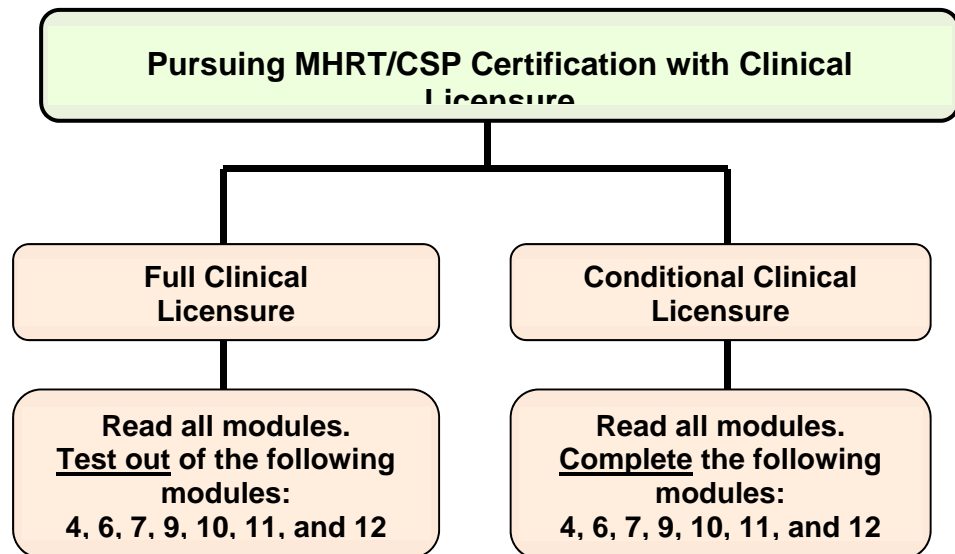 Pursuing MHRT/CSP Certification with Clinical
Licensure
Full Clinical
Licensure
Read all modules.
Test out of the following
modules:
4, 6, 7, 9, 10, 11, and 12
Conditional Clinical
Licensure
Read all modules.
Complete the following
modules:
4, 6, 7, 9, 10, 11, and 12